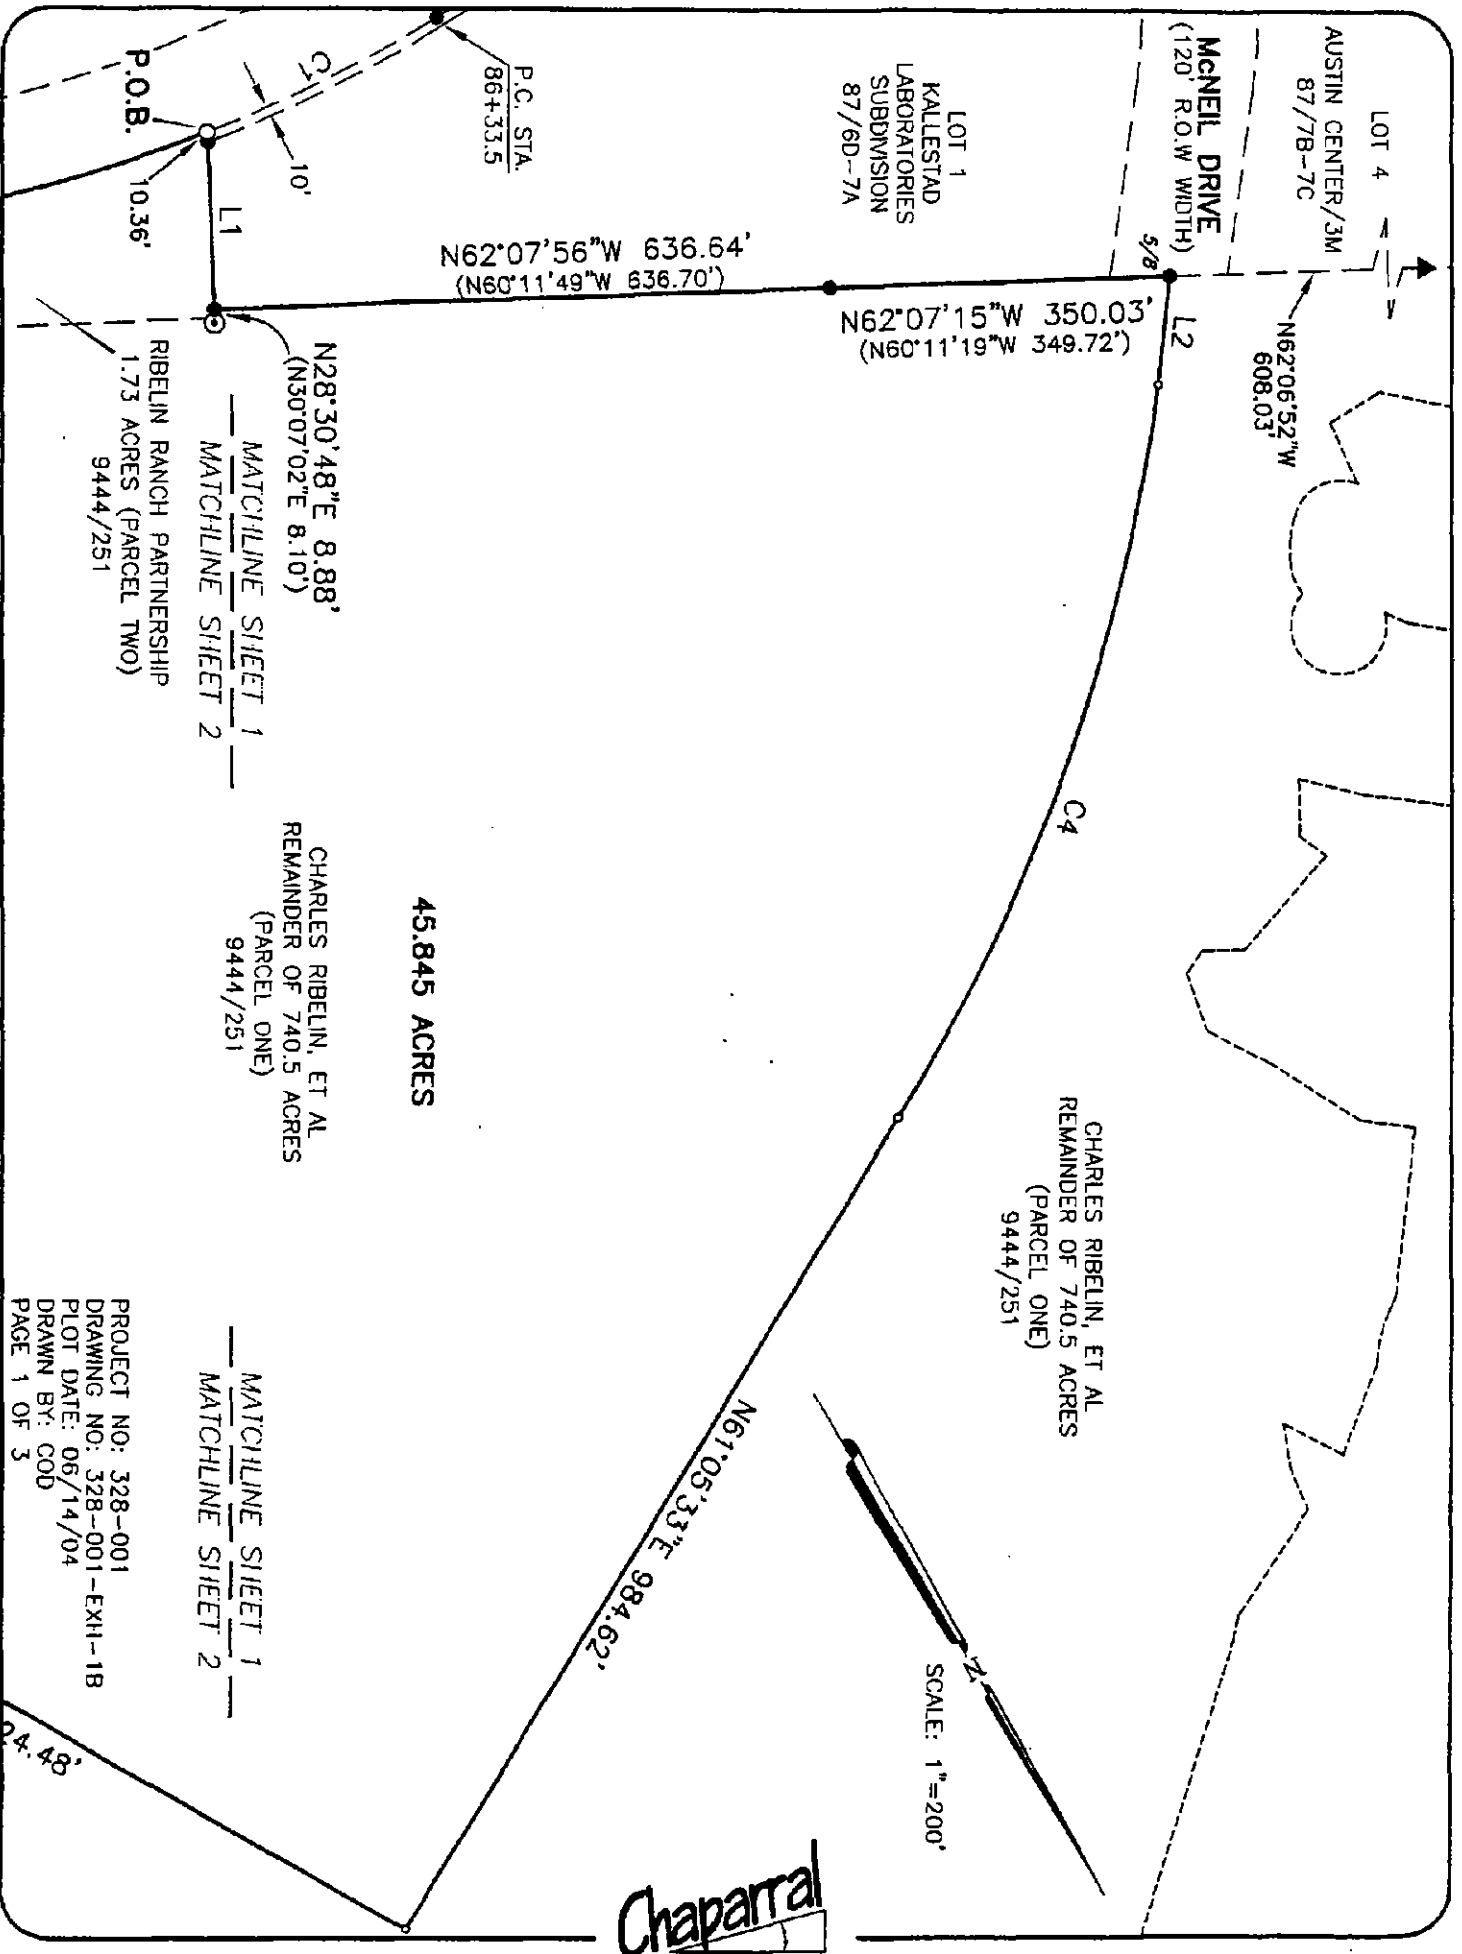 LOT 4
AUSTIN CENTER/3M
87/7B-7C
McNEIL DRIVE
(120' R.O.W WIDTH)
N62°06'52"W
608.03'
5/8
L2
LOT 1
KALLESTAD
LABORATORIES
SUBDIVISION
87/6D-7A
N62°07'15"W 350.03'
(N60°11'19"W 349.72')
N62°07'56"W 636.64'
(N60°11'49"W 636.70')
P.C. STA.
86+33.5
C1
10'
P.O.B.
10.36'
L1
N28°30'48"E 8.88'
(N30°07'02"E 8.10')
MATCHLINE SHEET 1
MATCHLINE SHEET 2
RIBELIN RANCH PARTNERSHIP
1.73 ACRES (PARCEL TWO)
9444/251
C4
45.845 ACRES
CHARLES RIBELIN, ET AL
REMAINDER OF 740.5 ACRES
(PARCEL ONE)
9444/251
CHARLES RIBELIN, ET AL
REMAINDER OF 740.5 ACRES
(PARCEL ONE)
9444/251
N61°05'33"E 984.62'
N
SCALE: 1"=200'
MATCHLINE SHEET 1
MATCHLINE SHEET 2
PROJECT NO: 328-001
DRAWING NO: 328-001-EXH-1B
PLOT DATE: 06/14/04
DRAWN BY: COD
PAGE 1 OF 3
24.48'
Chaparral